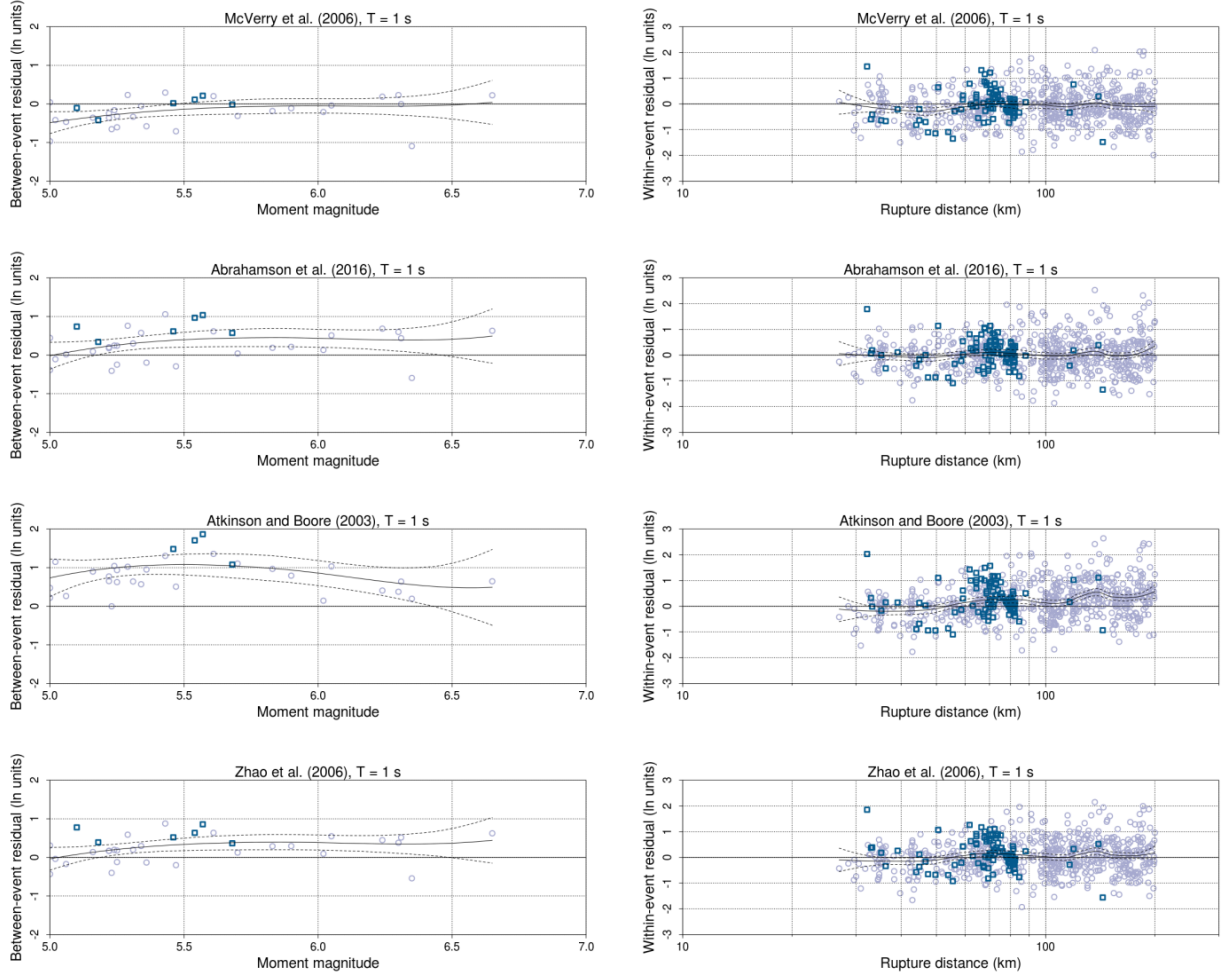 McVerry et al. (2006), T = 1 s
Between-event residual (ln units)
2
1
0
-1
-2
5.0 5.5 6.0 6.5 7.0
Moment magnitude
McVerry et al. (2006), T = 1 s
Within-event residual (ln units)
3
2
1
0
-1
-2
-3
10 100
Rupture distance (km)
Abrahamson et al. (2016), T = 1 s
Between-event residual (ln units)
2
1
0
-1
-2
5.0 5.5 6.0 6.5 7.0
Moment magnitude
Abrahamson et al. (2016), T = 1 s
Within-event residual (ln units)
3
2
1
0
-1
-2
-3
10 100
Rupture distance (km)
Atkinson and Boore (2003), T = 1 s
Between-event residual (ln units)
2
1
0
-1
-2
5.0 5.5 6.0 6.5 7.0
Moment magnitude
Atkinson and Boore (2003), T = 1 s
Within-event residual (ln units)
3
2
1
0
-1
-2
-3
10 100
Rupture distance (km)
Zhao et al. (2006), T = 1 s
Between-event residual (ln units)
2
1
0
-1
-2
5.0 5.5 6.0 6.5 7.0
Moment magnitude
Zhao et al. (2006), T = 1 s
Within-event residual (ln units)
3
2
1
0
-1
-2
-3
10 100
Rupture distance (km)